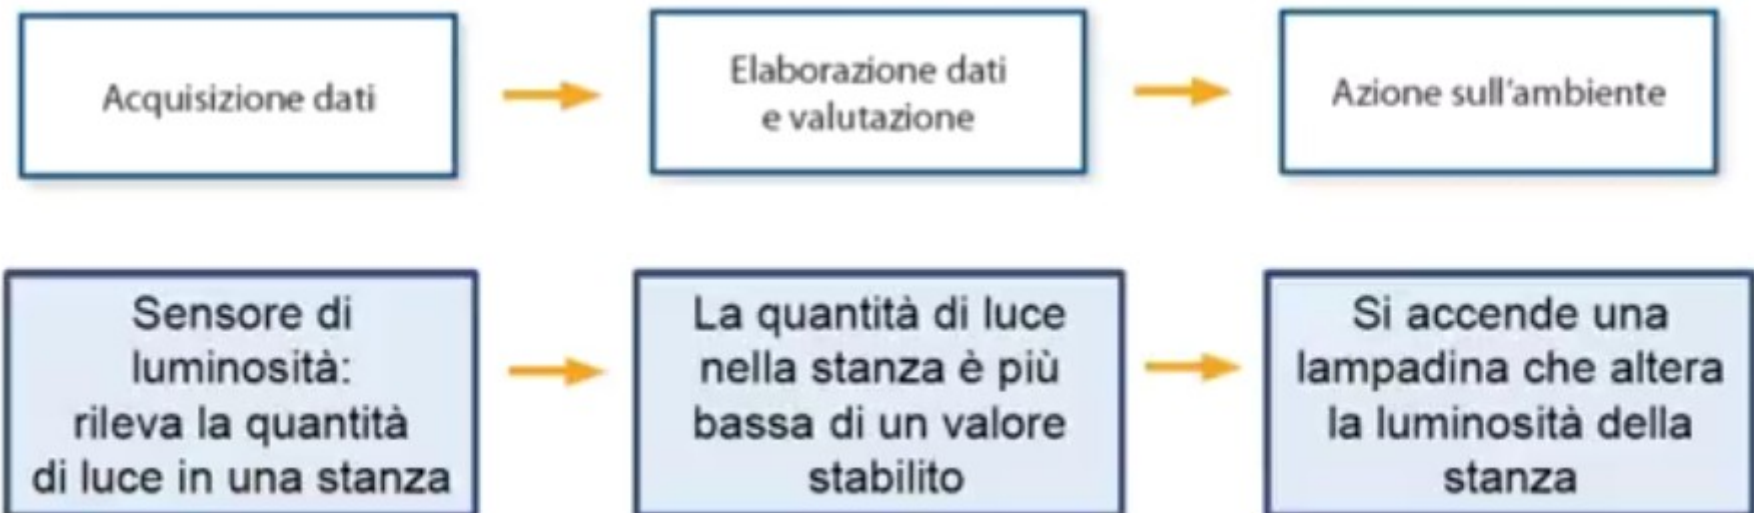 Acquisizione dati
Elaborazione dati
e valutazione
Azione sull'ambiente
Sensore di
luminosità:
rileva la quantità
di luce in una stanza
La quantità di luce
nella stanza è più
bassa di un valore
stabilito
Si accende una
lampadina che altera
la luminosità della
stanza